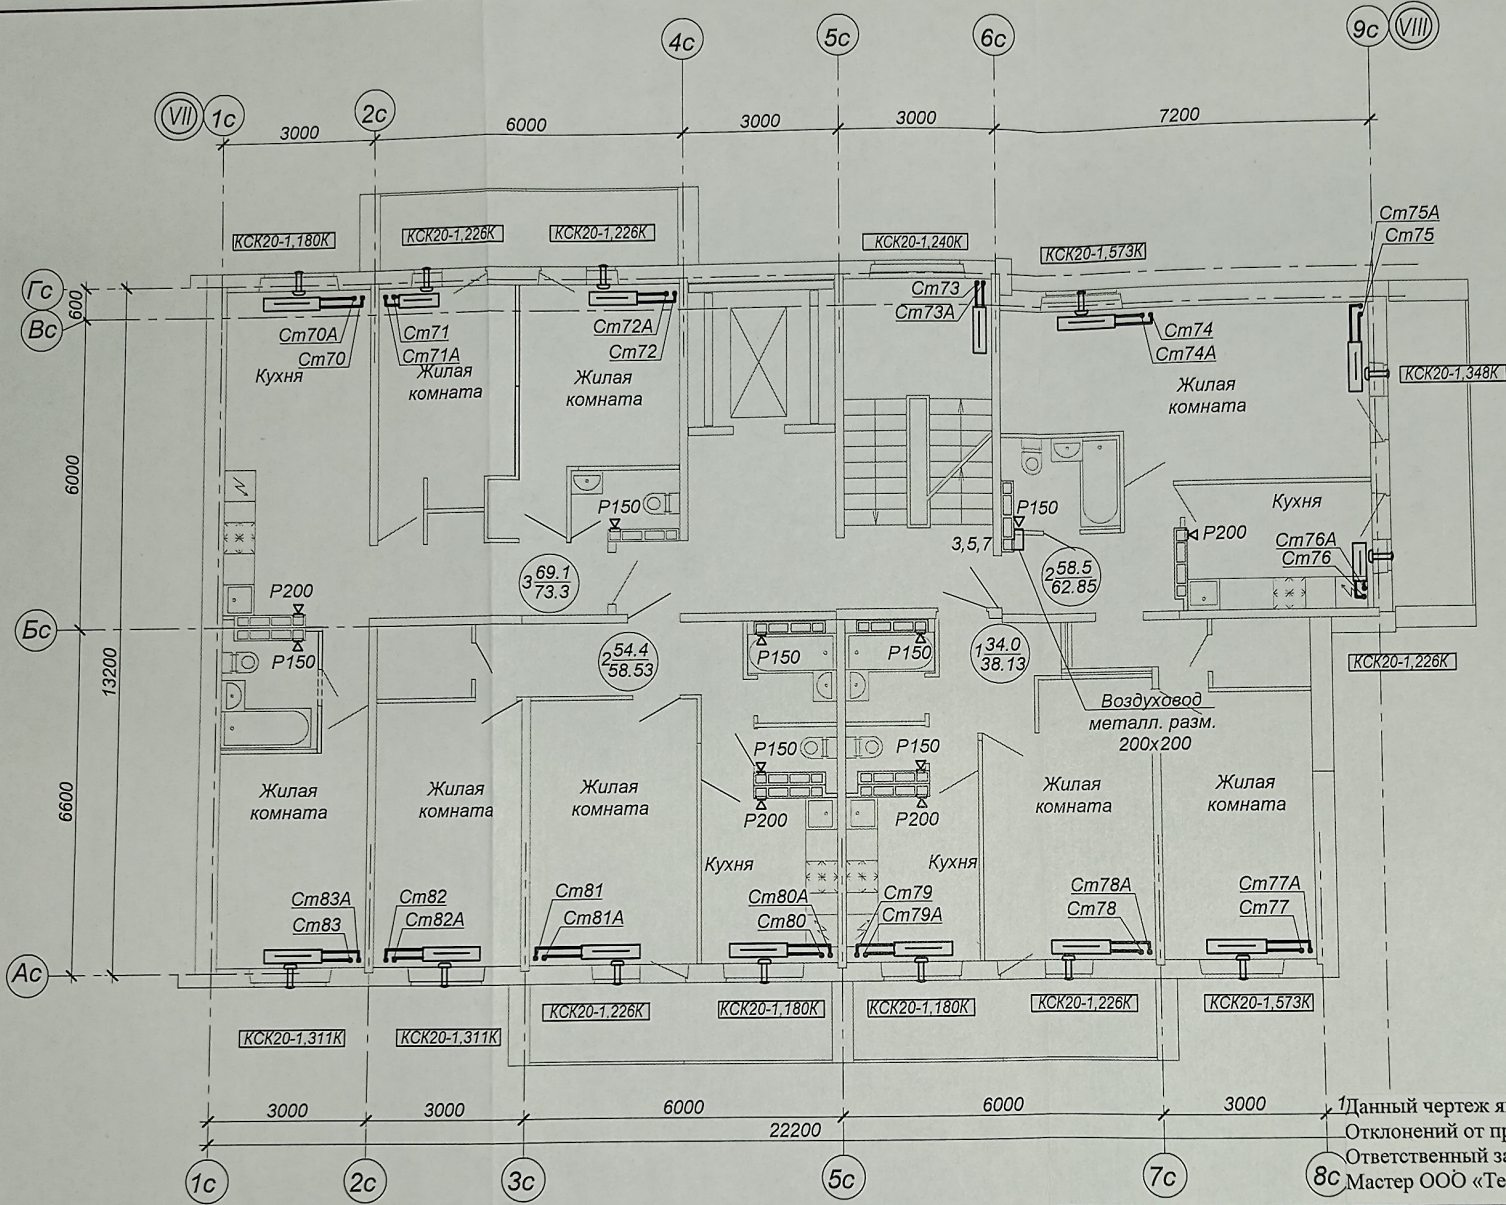 4с
5с
6с
9с
VIII
VII
1с
2с
3000
6000
3000
3000
7200
КСК20-1,180К
КСК20-1,226К
КСК20-1,226К
КСК20-1,240К
КСК20-1,573К
Ст75А
Ст75
Гс
600
Вс
Ст70А
Ст70
Ст71
Ст71А
Ст72А
Ст72
Ст73
Ст73А
Ст74
Ст74А
КСК20-1,348К
Кухня
Жилая
комната
Жилая
комната
Жилая
комната
6000
Кухня
Р150
Р150
Р200
3,5,7
Ст76А
Ст76
3 69.1
73.3
2 58.5
62.85
Р200
Бс
Р150
2 54.4
58.53
Р150
Р150
1 34.0
38.13
КСК20-1,226К
13200
Воздуховод
металл. разм.
200х200
Р150
Р150
6600
Жилая
комната
Жилая
комната
Жилая
комната
Р200
Р200
Жилая
комната
Жилая
комната
Кухня
Кухня
Ст83А
Ст83
Ст82
Ст82А
Ст81
Ст81А
Ст80А
Ст80
Ст79
Ст79А
Ст78А
Ст78
Ст77А
Ст77
Ас
КСК20-1,311К
КСК20-1,311К
КСК20-1,226К
КСК20-1,180К
КСК20-1,180К
КСК20-1,226К
КСК20-1,573К
3000
3000
6000
6000
3000
22200
1с
2с
3с
5с
7с
8с
1Данный чертеж я
Отклонений от пр
Ответственный за
Мастер ООО «Те